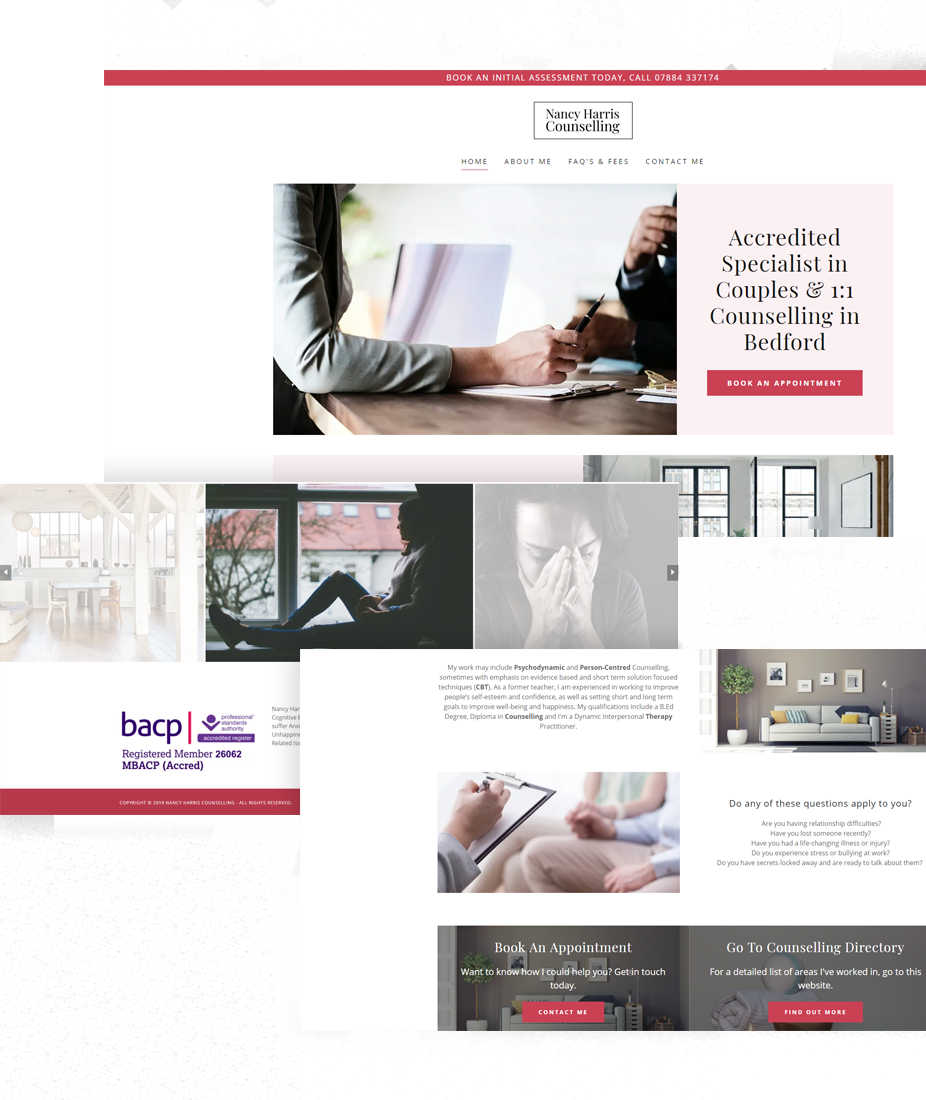 BOOK AN INITIAL ASSESSMENT TODAY, CALL 07884 337174
Nancy Harris
Counselling
HOME ABOUT ME FAQ'S & FEES CONTACT ME
Accredited
Specialist in
Couples & 1:1
Counselling in
Bedford
BOOK AN APPOINTMENT
bacp
professional
standards
authority
accredited register
Registered Member 26062
MBACP (Accred)
Nancy Har
Cognitive
suffer
Unhappine
Related
COPYRIGHT © 2019 NANCY HARRIS COUNSELLING - ALL RIGHTS RESERVED.
My work may include Psychodynamic and Person-Centred Counselling,
sometimes with emphasis on evidence based and short term solution focused
techniques (CBT). As a former teacher, I am experienced in working to improve
people's self-esteem and confidence, as well as setting short and long term
goals to improve well-being and happiness. My qualifications include a B.Ed
Degree, Diploma in Counselling and I'm a Dynamic Interpersonal Therapy
Practitioner.
Do any of these questions apply to you?
Are you having relationship difficulties?
Have you lost someone recently?
Have you had a life-changing illness or injury?
Do you experience stress or bullying at work?
Do you have secrets locked away and are ready to talk about them?
Book An Appointment
Want to know how I could help you? Get in touch
today.
CONTACT ME
Go To Counselling Directory
For a detailed list of areas I've worked in, go to this
website.
FIND OUT MORE